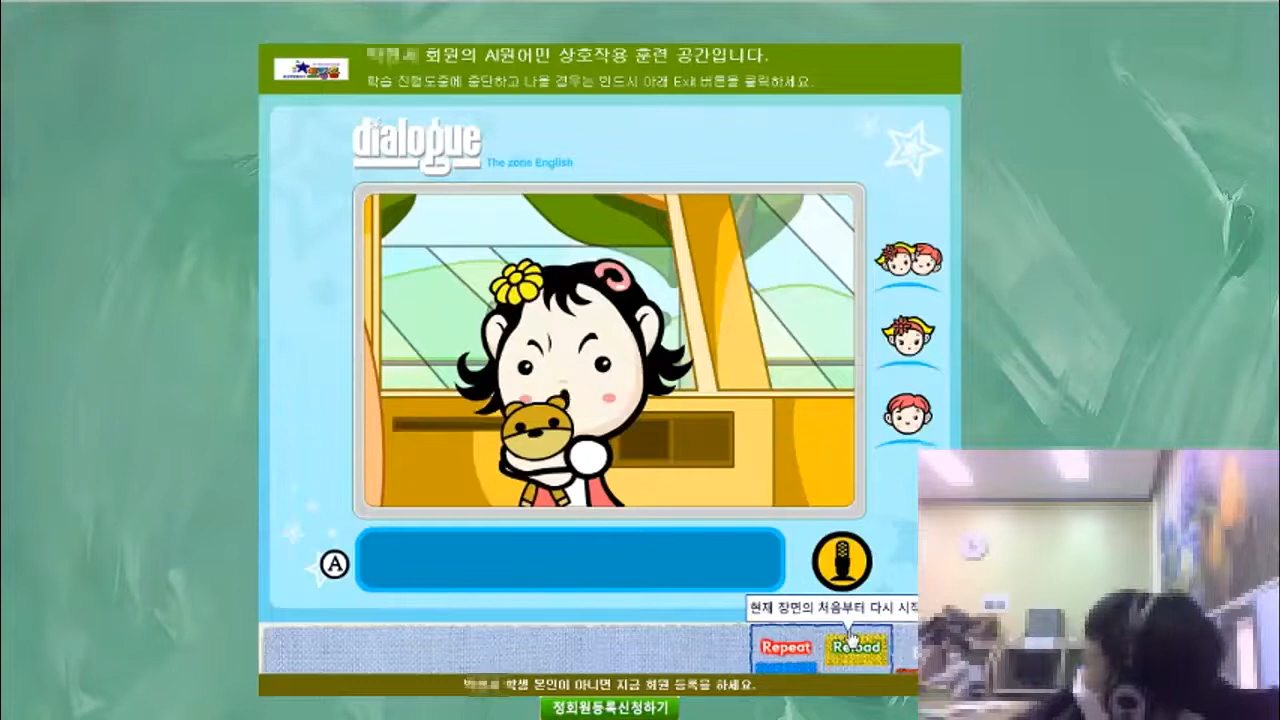 회원의 AI원어민 상호작용 훈련 공간입니다.
학습 진행도중에 중단하고 나올 경우는 반드시 아래 Exit 버튼을 클릭하세요.
dialogue
The zone English
A
현재 장면의 처음부터 다시 시작
Repeat
Reload
학생 본인이 아니면 지금 회원 등록을 하세요.
정회원등록신청하기